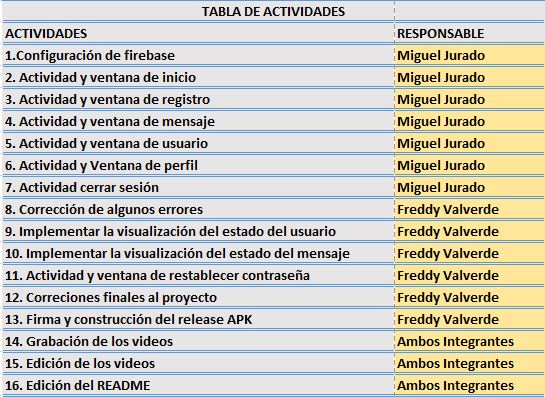 TABLA DE ACTIVIDADES
ACTIVIDADES RESPONSABLE
1.Configuración de firebase Miguel Jurado
2. Actividad y ventana de inicio Miguel Jurado
3. Actividad y ventana de registro Miguel Jurado
4. Actividad y ventana de mensaje Miguel Jurado
5. Actividad y ventana de usuario Miguel Jurado
6. Actividad y Ventana de perfil Miguel Jurado
7. Actividad cerrar sesión Miguel Jurado
8. Corrección de algunos errores Freddy Valverde
9. Implementar la visualización del estado del usuario Freddy Valverde
10. Implementar la visualización del estado del mensaje Freddy Valverde
11. Actividad y ventana de restablecer contraseña Freddy Valverde
12. Correciones finales al proyecto Freddy Valverde
13. Firma y construcción del release APK Freddy Valverde
14. Grabación de los videos Ambos Integrantes
15. Edición de los videos Ambos Integrantes
16. Edición del README Ambos Integrantes